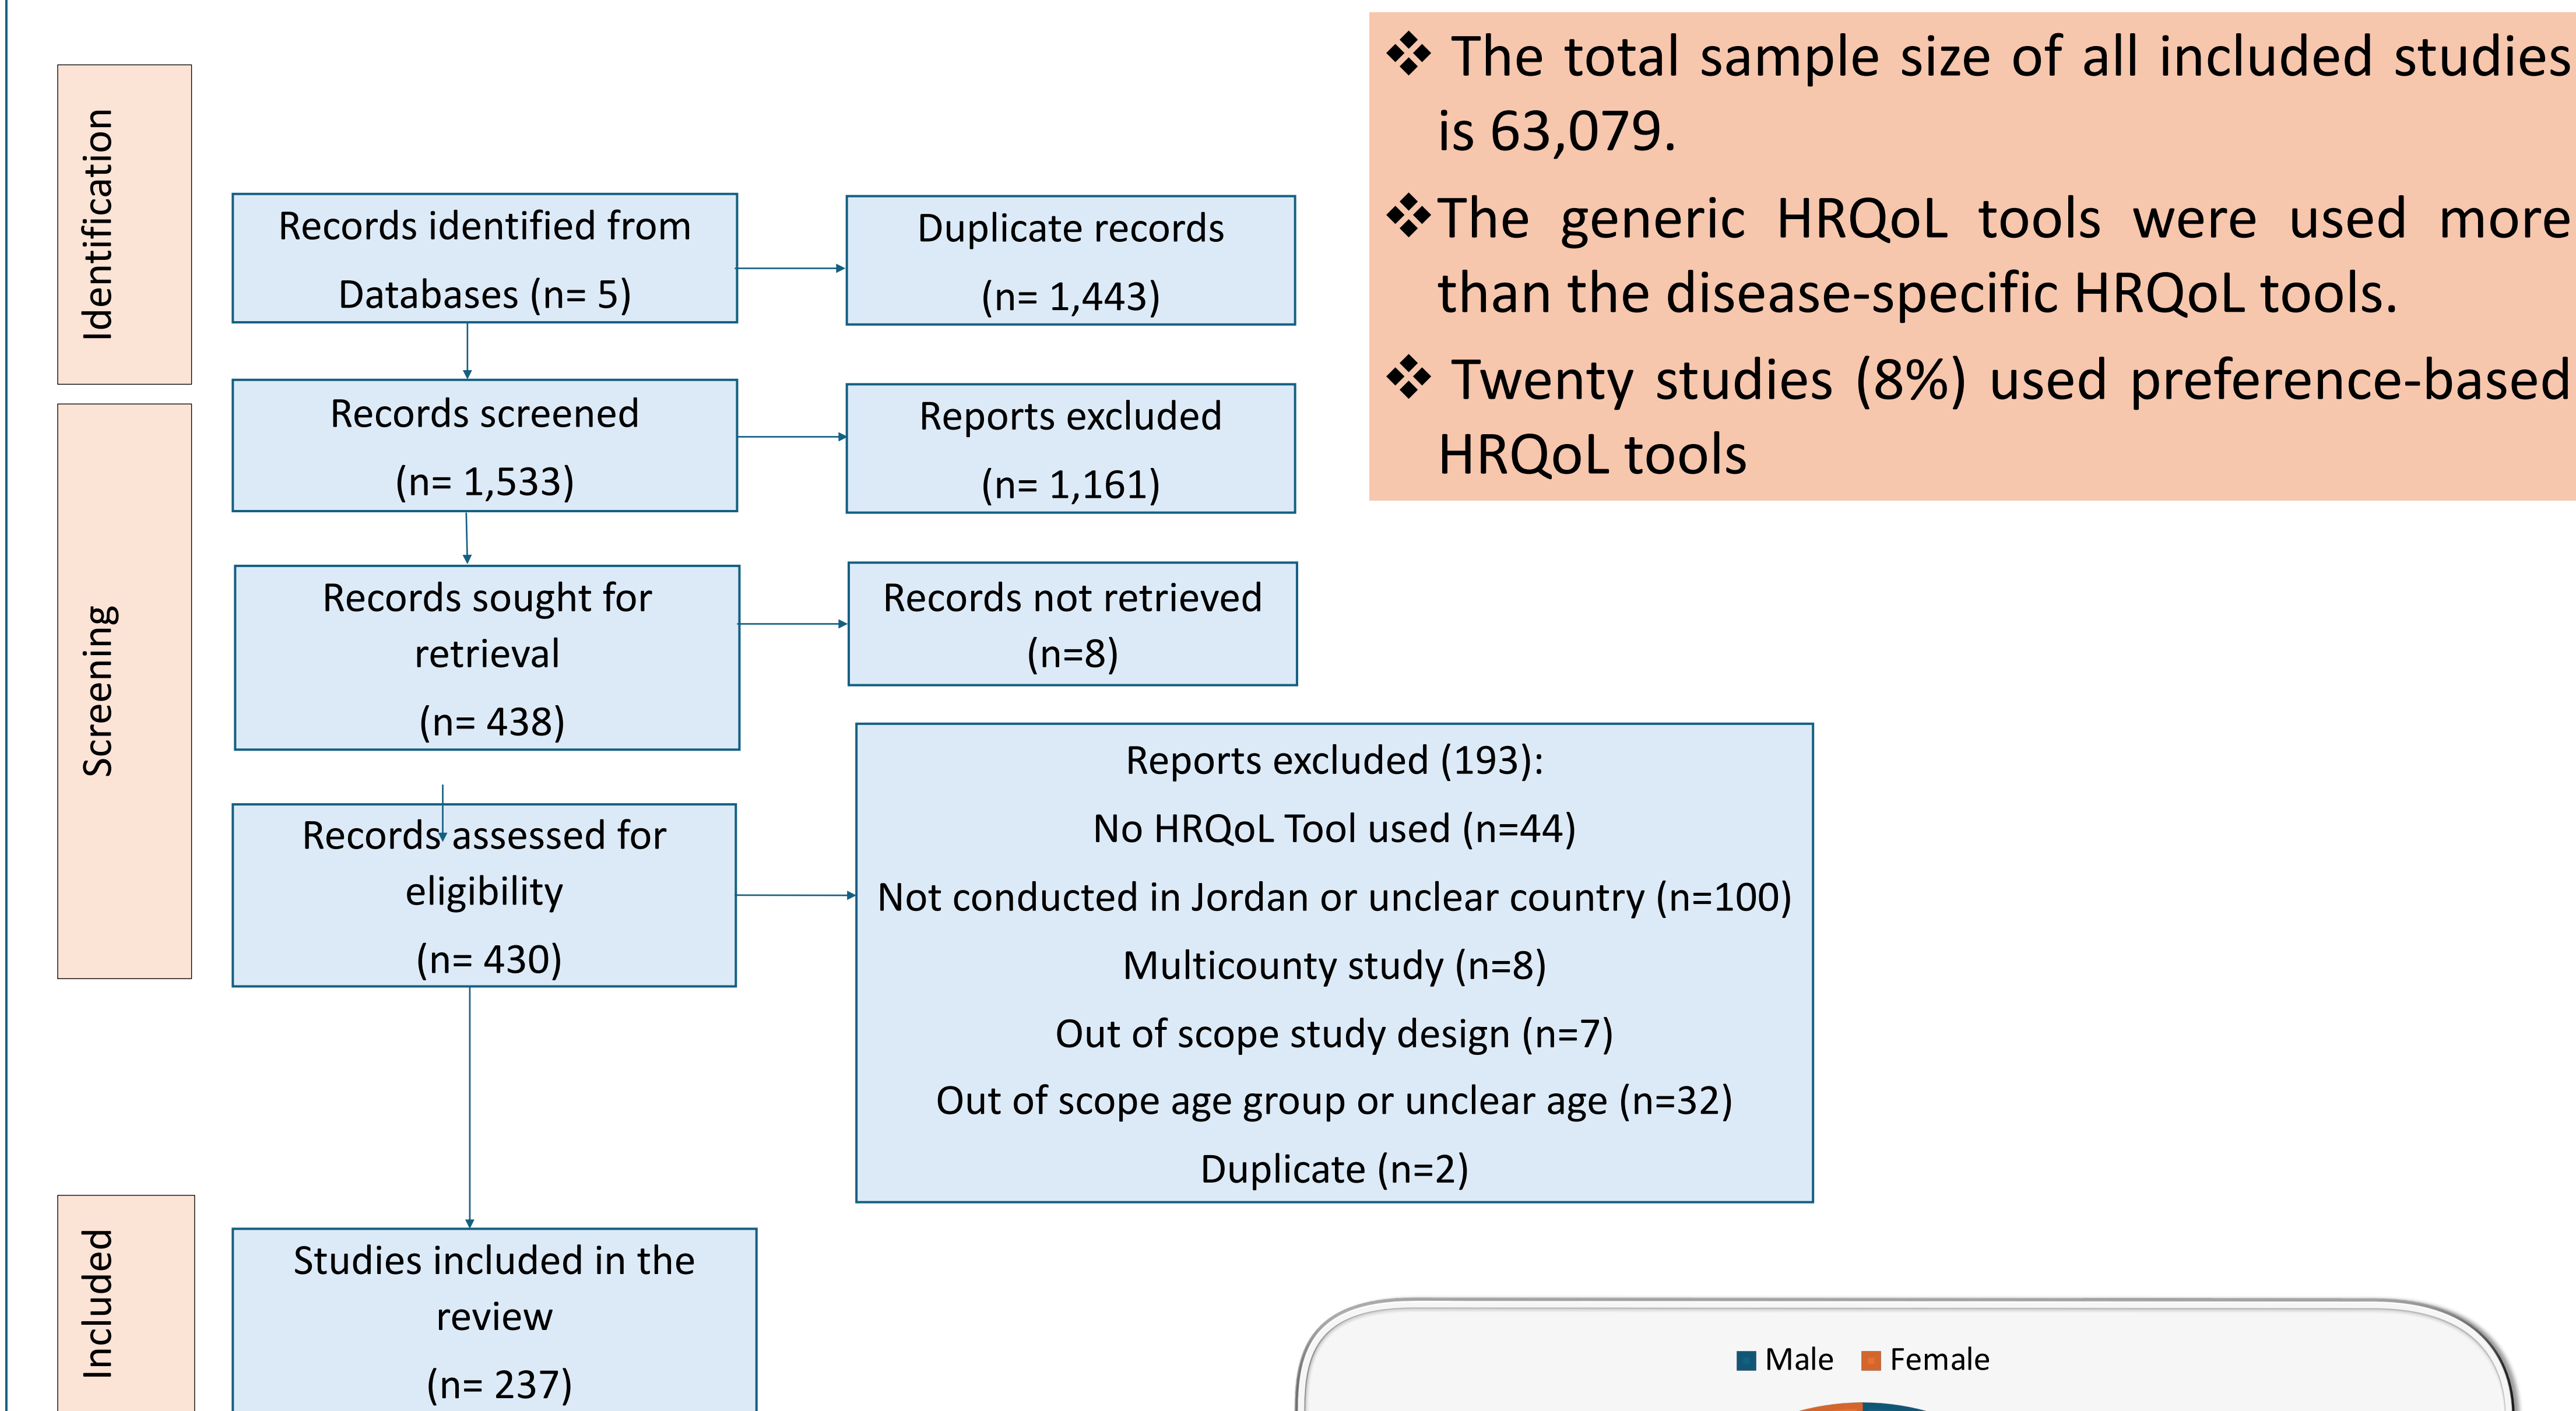 Identification
Records identified from
Databases (n= 5)
Duplicate records
(n= 1,443)
Screening
Records screened
(n= 1,533)
Reports excluded
(n= 1,161)
Records sought for
retrieval
(n= 438)
Records not retrieved
(n=8)
Records assessed for
eligibility
(n= 430)
Reports excluded (193):
No HRQoL Tool used (n=44)
Not conducted in Jordan or unclear country (n=100)
Multicounty study (n=8)
Out of scope study design (n=7)
Out of scope age group or unclear age (n=32)
Duplicate (n=2)
Included
Studies included in the
review
(n= 237)
❖ The total sample size of all included studies
is 63,079.
❖The generic HRQoL tools were used more
than the disease-specific HRQoL tools.
❖ Twenty studies (8%) used preference-based
HRQoL tools
Male Female